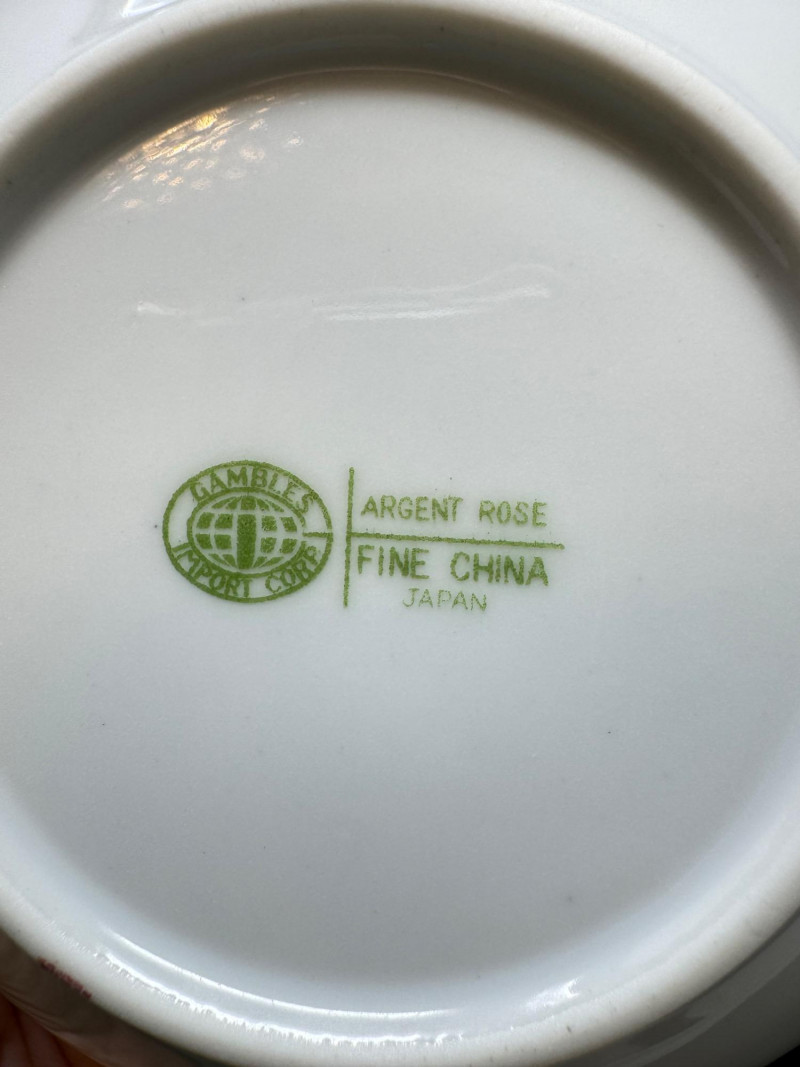 GAMBLES
IMPORT CORP
ARGENT ROSE
FINE CHINA
JAPAN